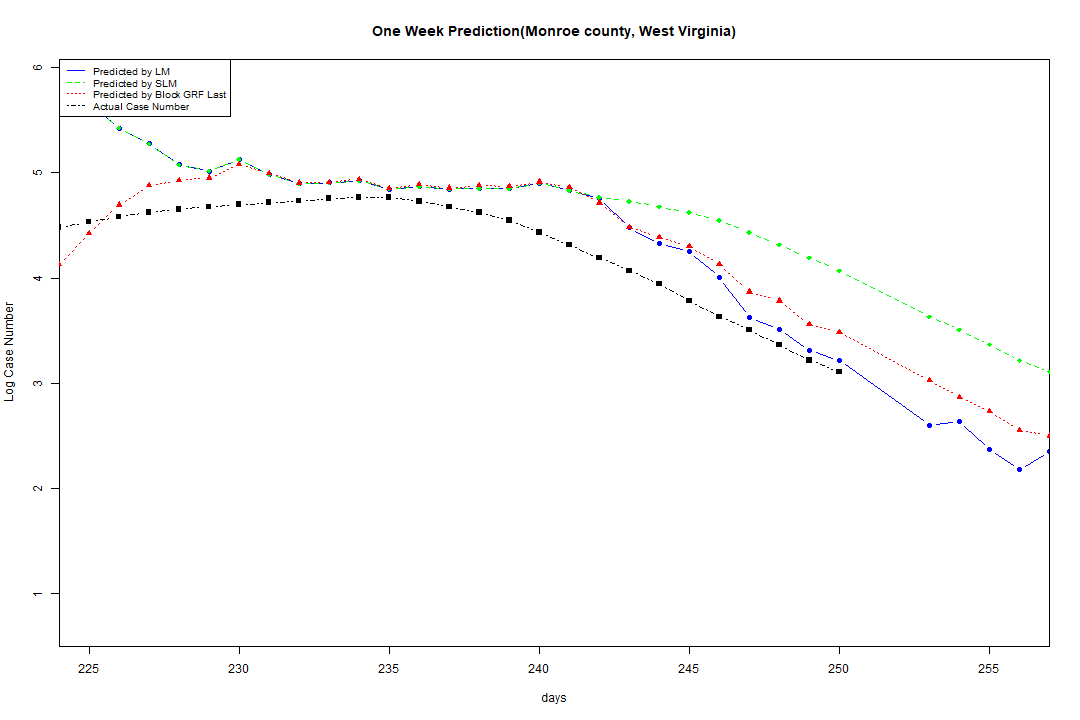 One Week Prediction(Monroe county, West Virginia)
Predicted by LM
Predicted by SLM
Predicted by Block GRF Last
Actual Case Number
6
5
4
3
2
1
Log Case Number
225 230 235 240 245 250 255
days